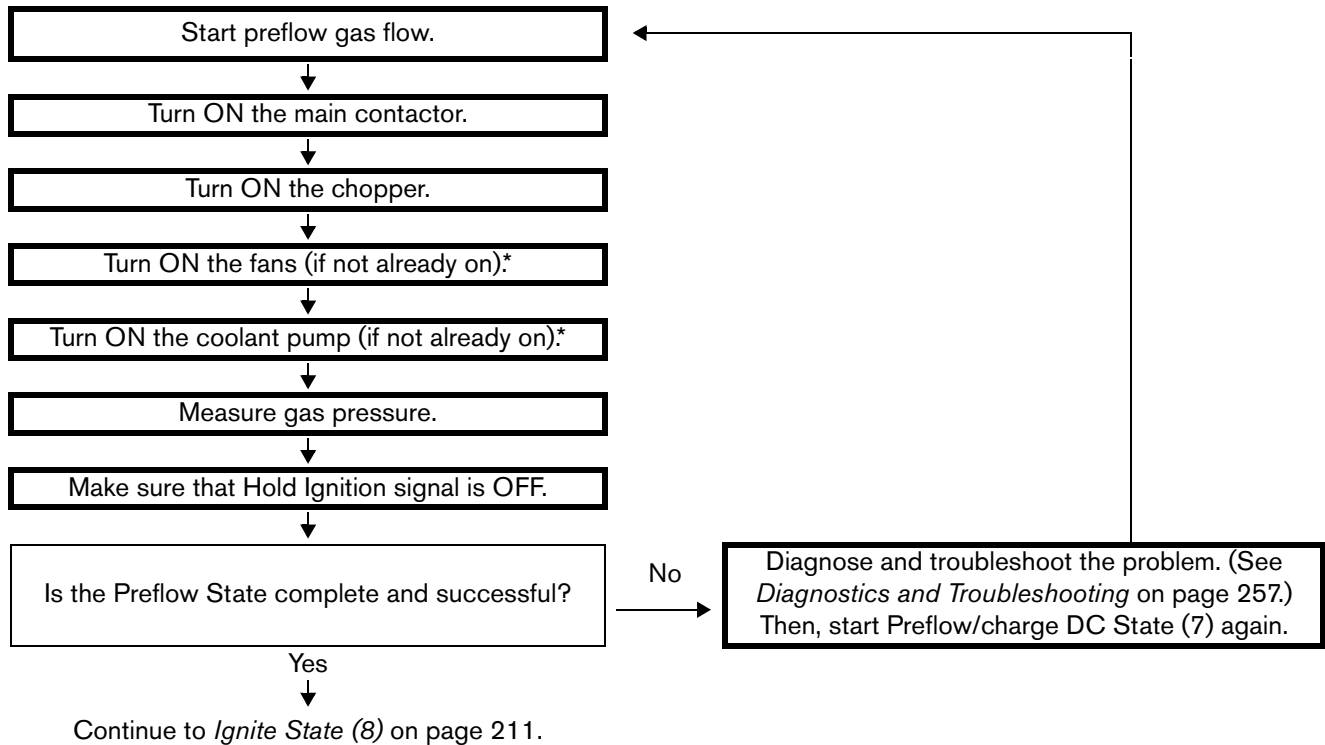 Start preflow gas flow.
Turn ON the main contactor.
Turn ON the chopper.
Turn ON the fans (if not already on).*
Turn ON the coolant pump (if not already on).*
Measure gas pressure.
Make sure that Hold Ignition signal is OFF.
Is the Preflow State complete and successful?
No
Diagnose and troubleshoot the problem. (See
Diagnostics and Troubleshooting on page 257.)
Then, start Preflow/charge DC State (7) again.
Yes
Continue to Ignite State (8) on page 211.